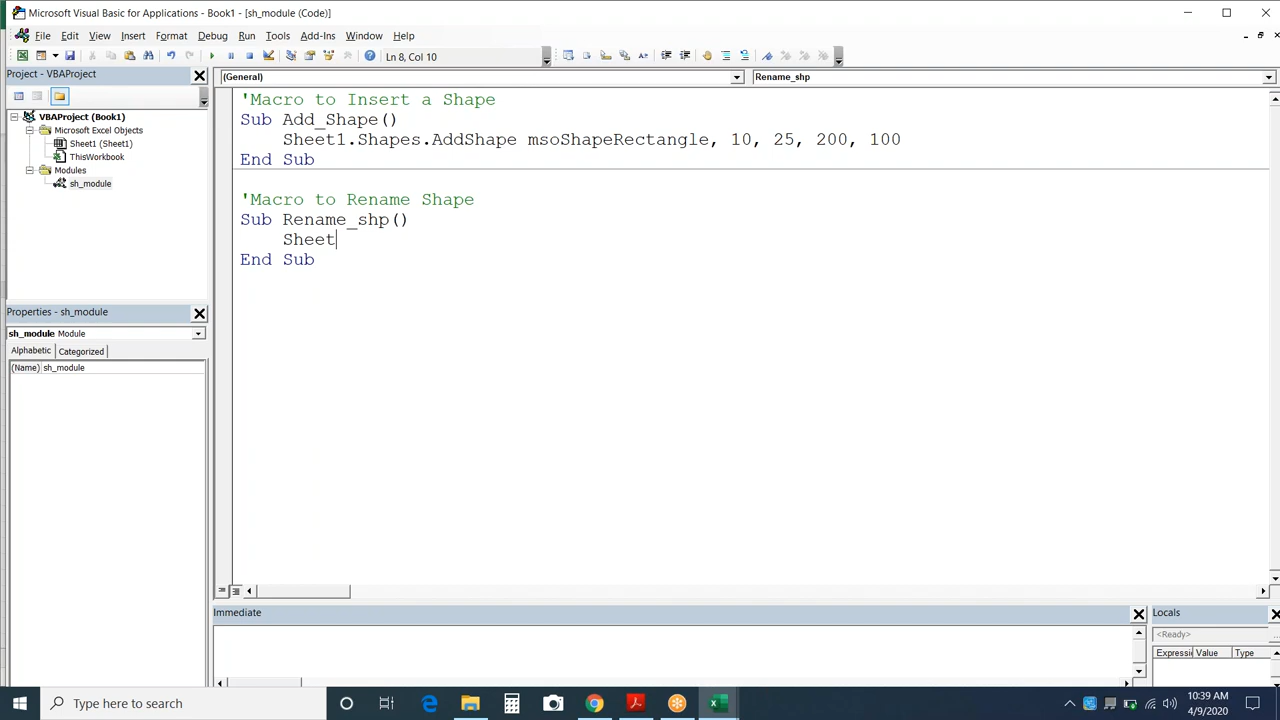 Microsoft Visual Basic for Applications - Book1 - [sh_module (Code)]
File Edit View Insert Format Debug Run Tools Add-Ins Window Help
Ln 8, Col 10
Project - VBAProject
VBAProject (Book1)
Microsoft Excel Objects
Sheet1 (Sheet1)
ThisWorkbook
Modules
sh_module
Properties - sh_module
sh_module Module
Alphabetic Categorized
(Name) sh_module
(General) Rename_shp
'Macro to Insert a Shape
Sub Add_Shape()
Sheet1.Shapes.AddShape msoShapeRectangle, 10, 25, 200, 100
End Sub
'Macro to Rename Shape
Sub Rename_shp()
Sheet
End Sub
Immediate
Locals
<Ready>
Expressi Value Type
Type here to search
10:39 AM
4/9/2020